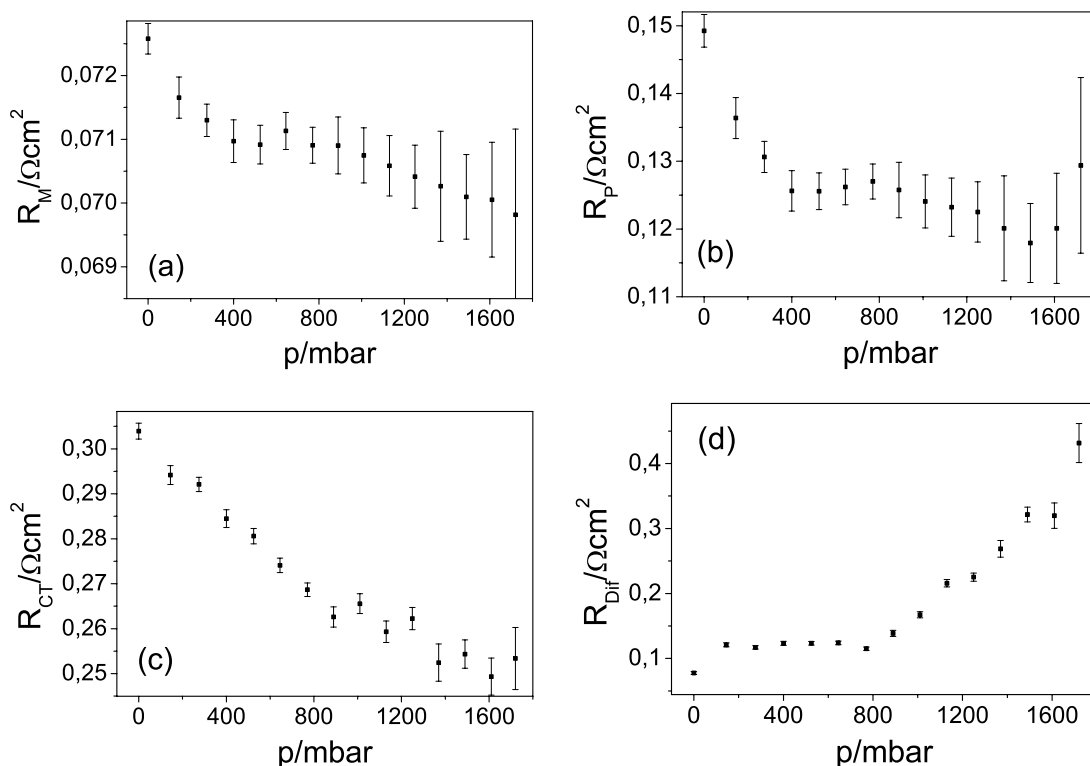 0,072
0,071
0,070
0,069
R_M/Ωcm²
(a)
0 400 800 1200 1600
p/mbar
0,15
0,14
0,13
0,12
0,11
R_P/Ωcm²
(b)
0 400 800 1200 1600
p/mbar
0,30
0,29
0,28
0,27
0,26
0,25
R_CT/Ωcm²
(c)
0 400 800 1200 1600
p/mbar
(d)
0,4
0,3
0,2
0,1
R_Dif/Ωcm²
0 400 800 1200 1600
p/mbar